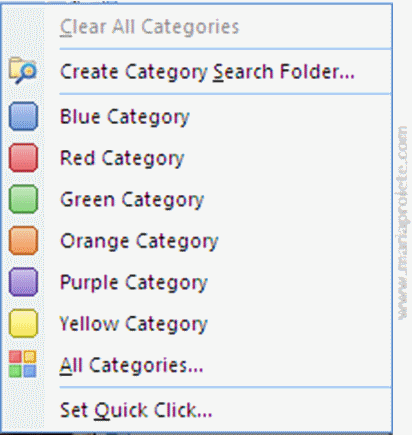 Clear All Categories
Create Category Search Folder...
Blue Category
Red Category
Green Category
Orange Category
Purple Category
Yellow Category
All Categories...
Set Quick Click...
www.maniaprojete.com